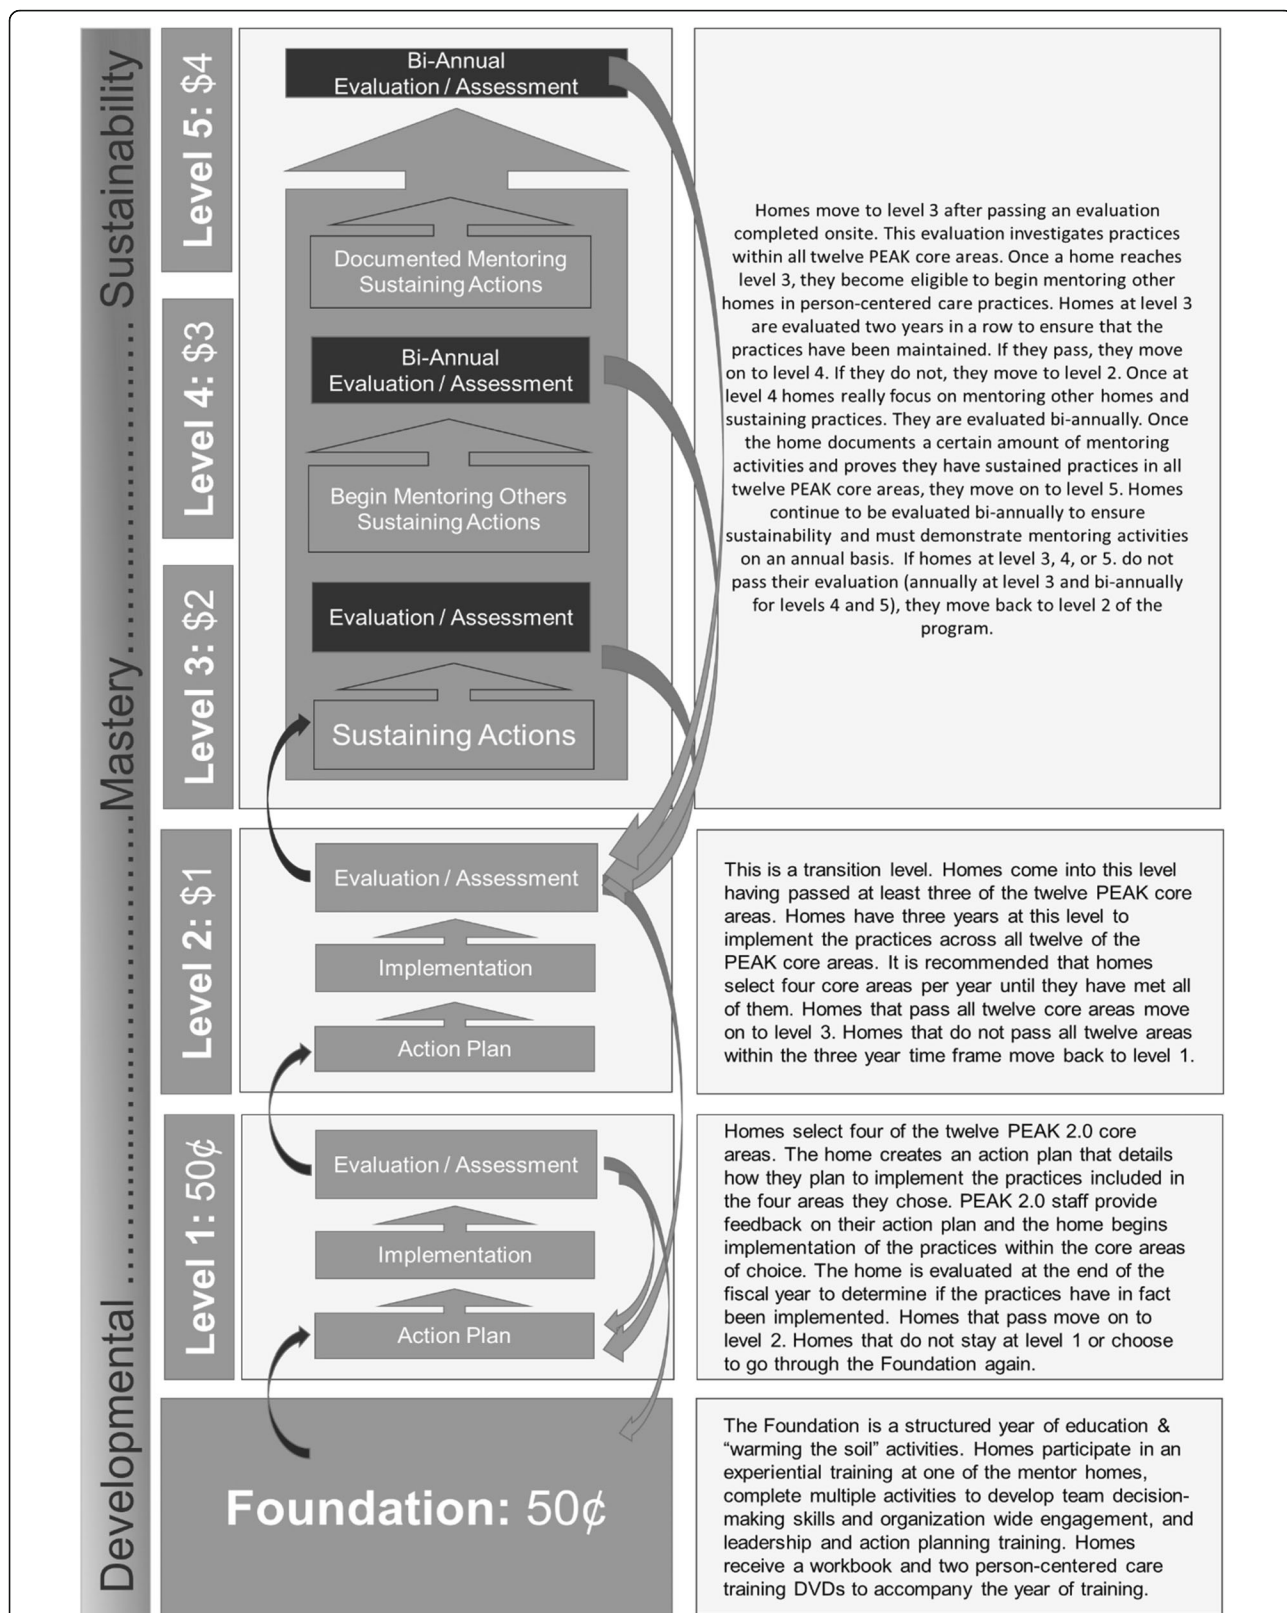 Developmental ..................Mastery.................. Sustainability
Level 5: $4
Level 4: $3
Level 3: $2
Bi-Annual
Evaluation / Assessment
Documented Mentoring
Sustaining Actions
Bi-Annual
Evaluation / Assessment
Begin Mentoring Others
Sustaining Actions
Evaluation / Assessment
Sustaining Actions
Homes move to level 3 after passing an evaluation
completed onsite. This evaluation investigates practices
within all twelve PEAK core areas. Once a home reaches
level 3, they become eligible to begin mentoring other
homes in person-centered care practices. Homes at level 3
are evaluated two years in a row to ensure that the
practices have been maintained. If they pass, they move
on to level 4. If they do not, they move to level 2. Once at
level 4 homes really focus on mentoring other homes and
sustaining practices. They are evaluated bi-annually. Once
the home documents a certain amount of mentoring
activities and proves they have sustained practices in all
twelve PEAK core areas, they move on to level 5. Homes
continue to be evaluated bi-annually to ensure
sustainability and must demonstrate mentoring activities
on an annual basis. If homes at level 3, 4, or 5. do not
pass their evaluation (annually at level 3 and bi-annually
for levels 4 and 5), they move back to level 2 of the
program.
Level 2: $1
Evaluation / Assessment
Implementation
Action Plan
This is a transition level. Homes come into this level
having passed at least three of the twelve PEAK core
areas. Homes have three years at this level to
implement the practices across all twelve of the
PEAK core areas. It is recommended that homes
select four core areas per year until they have met all
of them. Homes that pass all twelve core areas move
on to level 3. Homes that do not pass all twelve areas
within the three year time frame move back to level 1.
Level 1: 50¢
Evaluation / Assessment
Implementation
Action Plan
Homes select four of the twelve PEAK 2.0 core
areas. The home creates an action plan that details
how they plan to implement the practices included in
the four areas they chose. PEAK 2.0 staff provide
feedback on their action plan and the home begins
implementation of the practices within the core areas
of choice. The home is evaluated at the end of the
fiscal year to determine if the practices have in fact
been implemented. Homes that pass move on to
level 2. Homes that do not stay at level 1 or choose
to go through the Foundation again.
Foundation: 50¢
The Foundation is a structured year of education &
“warming the soil” activities. Homes participate in an
experiential training at one of the mentor homes,
complete multiple activities to develop team decision-
making skills and organization wide engagement, and
leadership and action planning training. Homes
receive a workbook and two person-centered care
training DVDs to accompany the year of training.